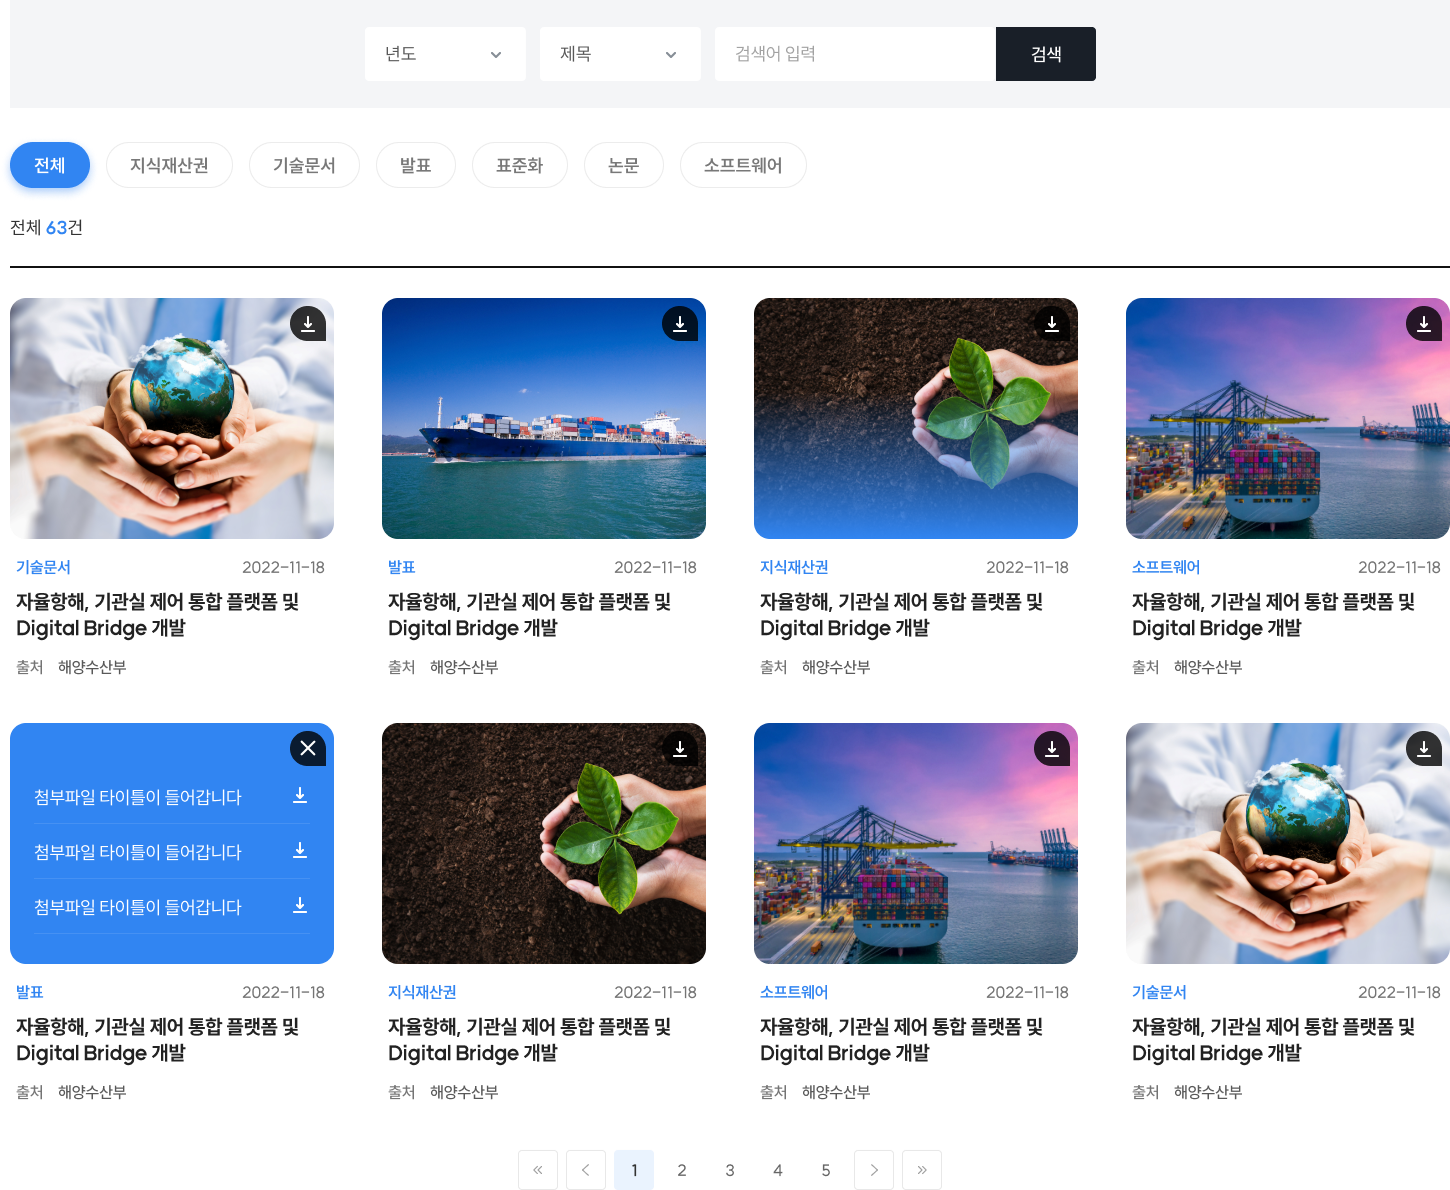 년도
제목
검색어 입력
검색
전체
지식재산권
기술문서
발표
표준화
논문
소프트웨어
전체 63건
기술문서 2022-11-18
자율항해, 기관실 제어 통합 플랫폼 및
Digital Bridge 개발
출처 해양수산부
발표 2022-11-18
자율항해, 기관실 제어 통합 플랫폼 및
Digital Bridge 개발
출처 해양수산부
지식재산권 2022-11-18
자율항해, 기관실 제어 통합 플랫폼 및
Digital Bridge 개발
출처 해양수산부
소프트웨어 2022-11-18
자율항해, 기관실 제어 통합 플랫폼 및
Digital Bridge 개발
출처 해양수산부
첨부파일 타이틀이 들어갑니다
첨부파일 타이틀이 들어갑니다
첨부파일 타이틀이 들어갑니다
발표 2022-11-18
자율항해, 기관실 제어 통합 플랫폼 및
Digital Bridge 개발
출처 해양수산부
지식재산권 2022-11-18
자율항해, 기관실 제어 통합 플랫폼 및
Digital Bridge 개발
출처 해양수산부
소프트웨어 2022-11-18
자율항해, 기관실 제어 통합 플랫폼 및
Digital Bridge 개발
출처 해양수산부
기술문서 2022-11-18
자율항해, 기관실 제어 통합 플랫폼 및
Digital Bridge 개발
출처 해양수산부
« < 1 2 3 4 5 > »